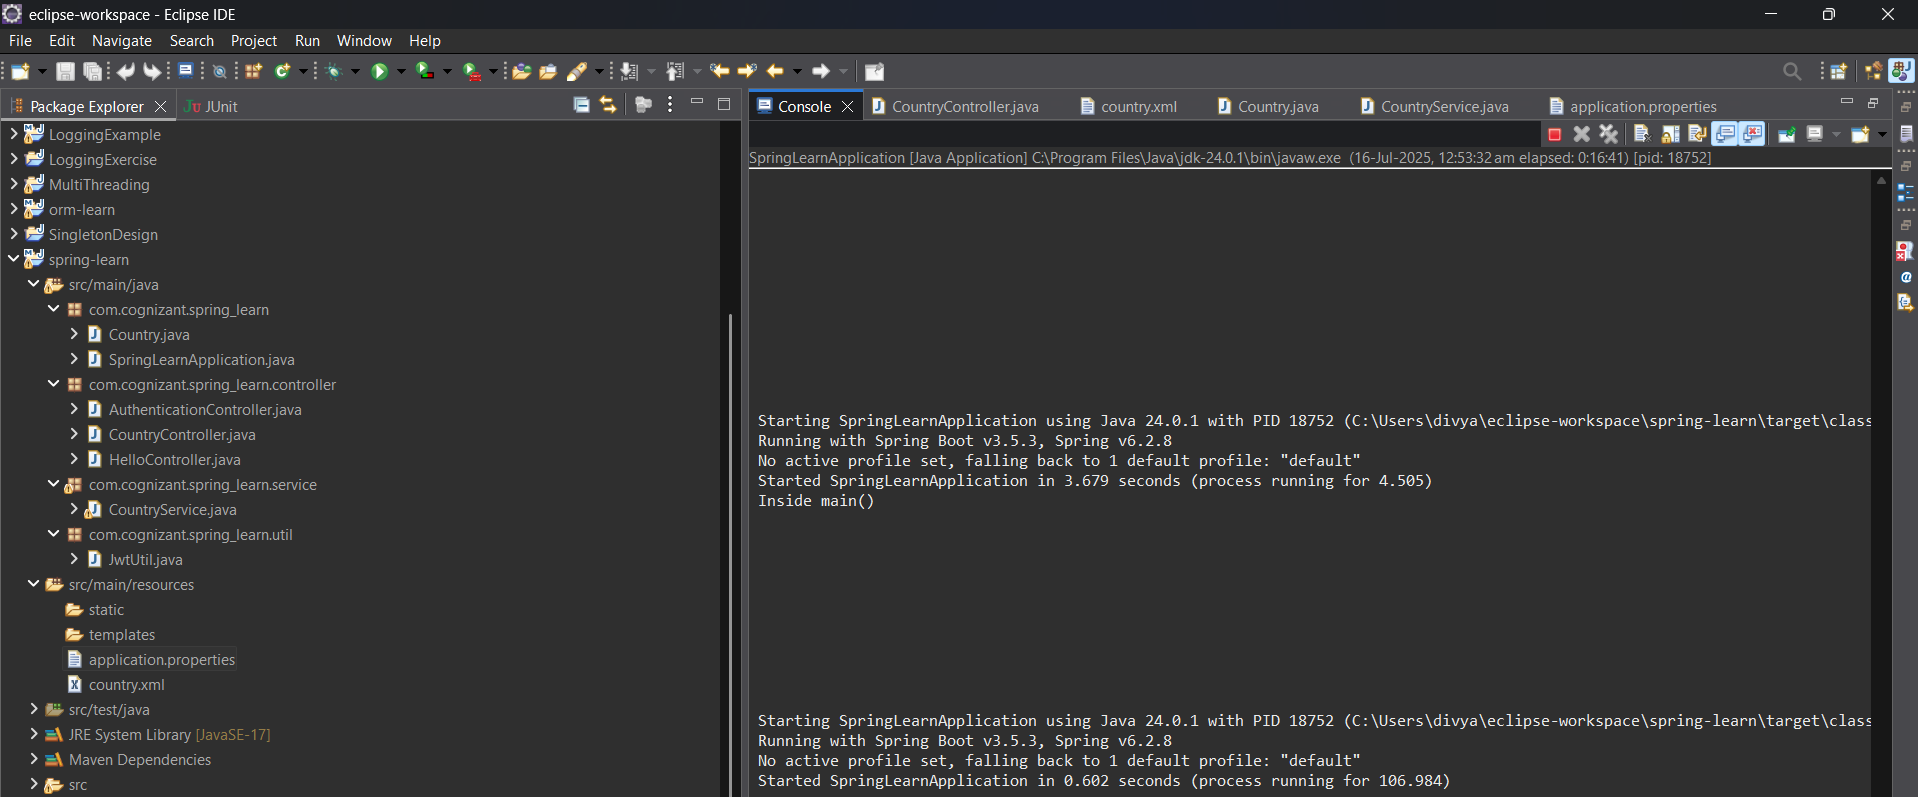 eclipse-workspace - Eclipse IDE
File Edit Navigate Search Project Run Window Help
Package Explorer JUnit
LoggingExample
LoggingExercise
MultiThreading
orm-learn
SingletonDesign
spring-learn
src/main/java
com.cognizant.spring_learn
Country.java
SpringLearnApplication.java
com.cognizant.spring_learn.controller
AuthenticationController.java
CountryController.java
HelloController.java
com.cognizant.spring_learn.service
CountryService.java
com.cognizant.spring_learn.util
JwtUtil.java
src/main/resources
static
templates
application.properties
country.xml
src/test/java
JRE System Library [JavaSE-17]
Maven Dependencies
src
Console CountryController.java country.xml Country.java CountryService.java application.properties
SpringLearnApplication [Java Application] C:\Program Files\Java\jdk-24.0.1\bin\javaw.exe (16-Jul-2025, 12:53:32 am elapsed: 0:16:41) [pid: 18752]
Starting SpringLearnApplication using Java 24.0.1 with PID 18752 (C:\Users\divya\eclipse-workspace\spring-learn\target\class
Running with Spring Boot v3.5.3, Spring v6.2.8
No active profile set, falling back to 1 default profile: "default"
Started SpringLearnApplication in 3.679 seconds (process running for 4.505)
Inside main()
Starting SpringLearnApplication using Java 24.0.1 with PID 18752 (C:\Users\divya\eclipse-workspace\spring-learn\target\class
Running with Spring Boot v3.5.3, Spring v6.2.8
No active profile set, falling back to 1 default profile: "default"
Started SpringLearnApplication in 0.602 seconds (process running for 106.984)